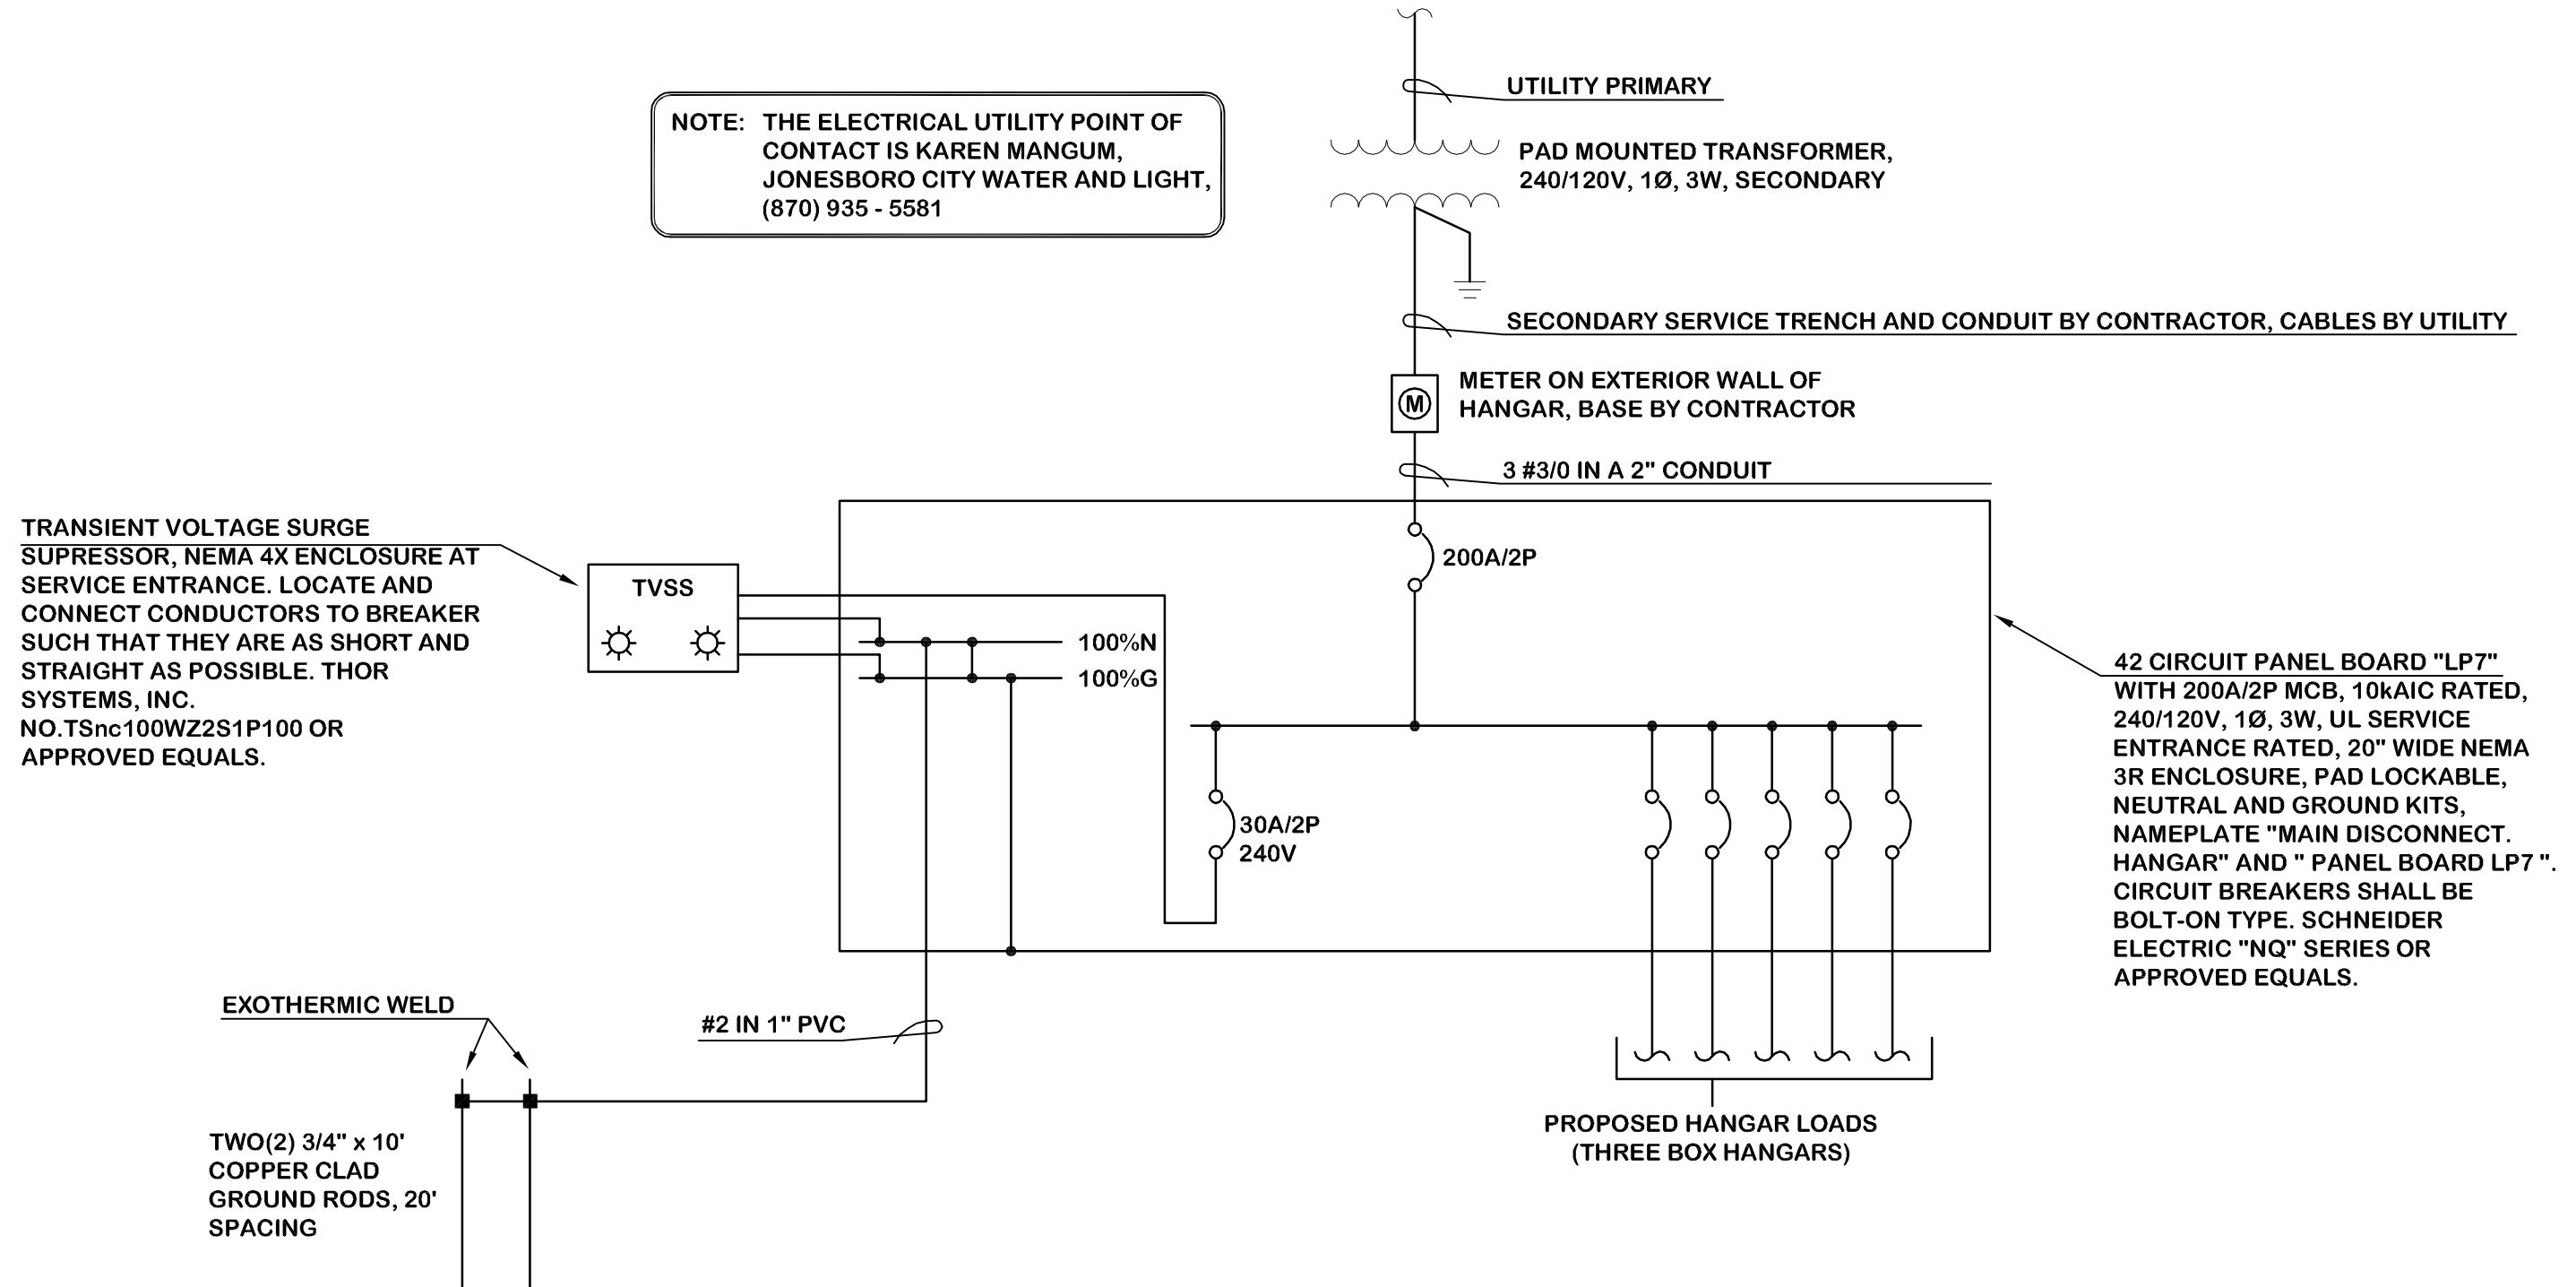 UTILITY PRIMARY
NOTE: THE ELECTRICAL UTILITY POINT OF
CONTACT IS KAREN MANGUM,
JONESBORO CITY WATER AND LIGHT,
(870) 935 - 5581
PAD MOUNTED TRANSFORMER,
240/120V, 1Ø, 3W, SECONDARY
SECONDARY SERVICE TRENCH AND CONDUIT BY CONTRACTOR, CABLES BY UTILITY
M
METER ON EXTERIOR WALL OF
HANGAR, BASE BY CONTRACTOR
3 #3/0 IN A 2" CONDUIT
TRANSIENT VOLTAGE SURGE
SUPRESSOR, NEMA 4X ENCLOSURE AT
SERVICE ENTRANCE. LOCATE AND
CONNECT CONDUCTORS TO BREAKER
SUCH THAT THEY ARE AS SHORT AND
STRAIGHT AS POSSIBLE. THOR
SYSTEMS, INC.
NO.TSnc100WZ2S1P100 OR
APPROVED EQUALS.
TVSS
200A/2P
100%N
100%G
30A/2P
240V
42 CIRCUIT PANEL BOARD "LP7"
WITH 200A/2P MCB, 10kAIC RATED,
240/120V, 1Ø, 3W, UL SERVICE
ENTRANCE RATED, 20" WIDE NEMA
3R ENCLOSURE, PAD LOCKABLE,
NEUTRAL AND GROUND KITS,
NAMEPLATE "MAIN DISCONNECT.
HANGAR" AND " PANEL BOARD LP7 ".
CIRCUIT BREAKERS SHALL BE
BOLT-ON TYPE. SCHNEIDER
ELECTRIC "NQ" SERIES OR
APPROVED EQUALS.
EXOTHERMIC WELD
#2 IN 1" PVC
TWO(2) 3/4" x 10'
COPPER CLAD
GROUND RODS, 20'
SPACING
PROPOSED HANGAR LOADS
(THREE BOX HANGARS)